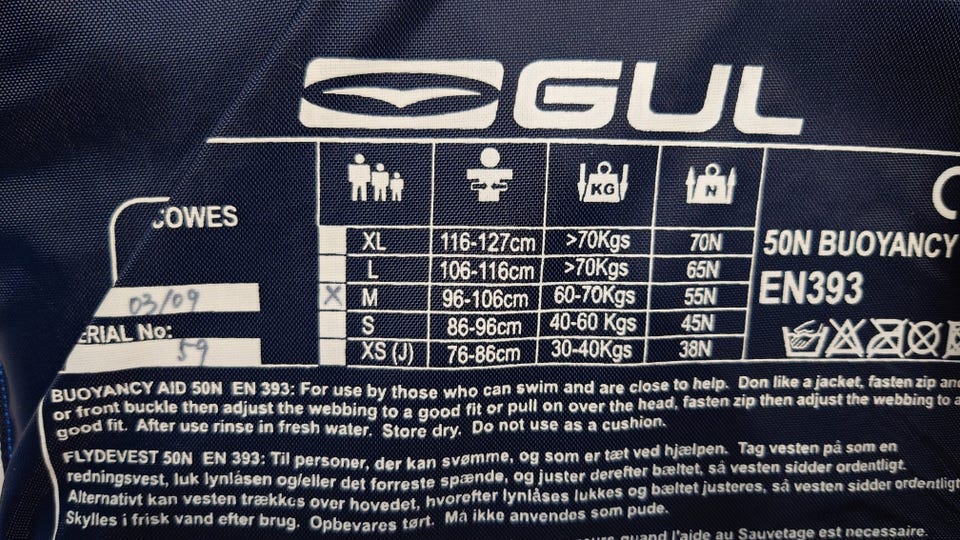 GUL
COWES
03/09
ERIAL No:
59
KG
N
XL 116-127cm >70Kgs 70N
L 106-116cm >70Kgs 65N
X M 96-106cm 60-70Kgs 55N
S 86-96cm 40-60 Kgs 45N
XS (J) 76-86cm 30-40Kgs 38N
50N BUOYANCY
EN393
BUOYANCY AID 50N EN 393: For use by those who can swim and are close to help. Don like a jacket, fasten zip and
or front buckle then adjust the webbing to a good fit or pull on over the head, fasten zip then adjust the webbing to a
good fit. After use rinse in fresh water. Store dry. Do not use as a cushion.
FLYDEVEST 50N EN 393: Til personer, der kan svømme, og som er tæt ved hjælpen. Tag vesten på som en
redningsvest, luk lynlåsen og/eller det forreste spænde, og juster derefter bæltet, så vesten sidder ordentligt.
Alternativt kan vesten trækkes over hovedet, hvorefter lynlåses lukkes og bæltet justeres, så vesten sidder ordentligt
Skylles i frisk vand efter brug. Opbevares tørt. Må ikke anvendes som pude.
quand l'aide au Sauvetage est necessaire.